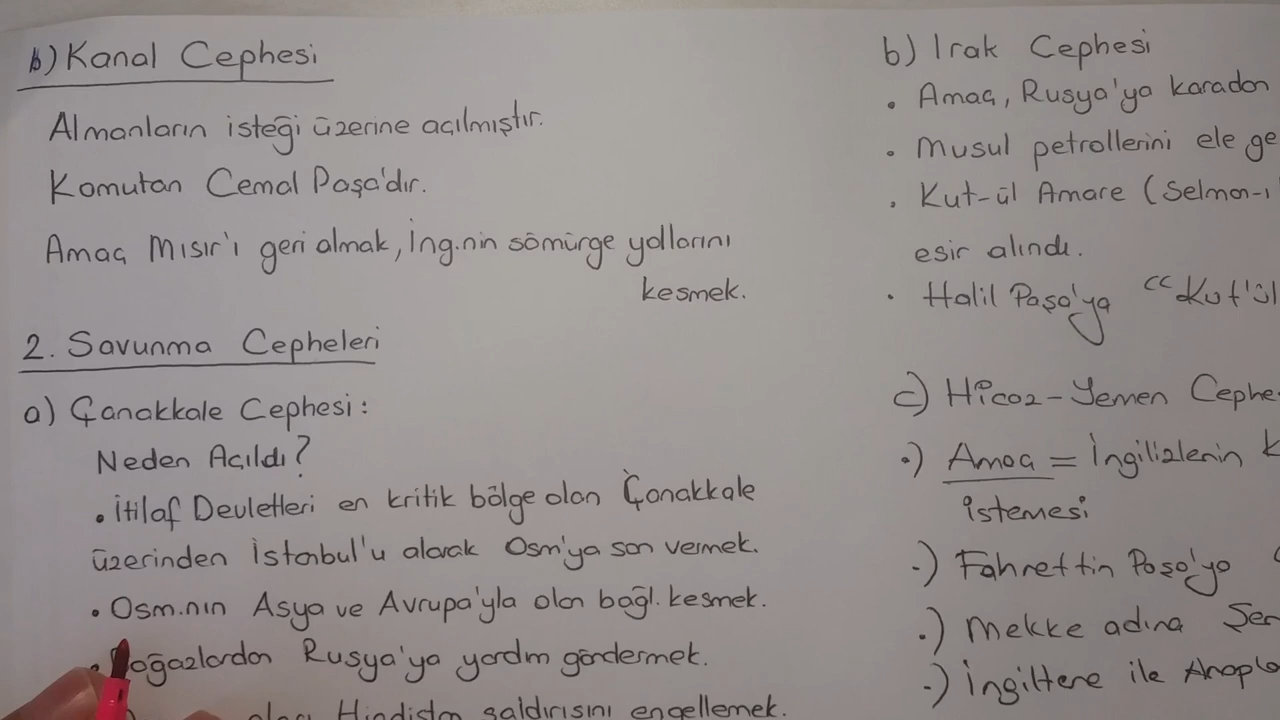 b) Kanal Cephesi
Almanların isteği üzerine açılmıştır.
Komutan Cemal Paşa'dır.
Amaç Mısır'ı geri almak, İng.nin sömürge yollarını
kesmek.
2. Savunma Cepheleri
a) Çanakkale Cephesi:
Neden Açıldı?
• İtilaf Devletleri en kritik bölge olan Çanakkale
üzerinden İstanbul'u alarak Osm'ya son vermek.
• Osm.nın Asya ve Avrupa'yla olan bağl. kesmek.
• Boğazlardan Rusya'ya yardım göndermek.
Hindistan saldırısını engellemek.
b) Irak Cephesi
• Amaç, Rusya'ya karadan
• Musul petrollerini ele ge
• Kut-ül Amare (Selman-ı
esir alındı.
• Halil Paşa'ya "Kut'ül
c) Hicaz-Yemen Cephe
•) Amaç = İngilizlerin K
istemesi
•) Fahrettin Paşa'ya
•) Mekke adına Şer
•) İngiltere ile Arapla